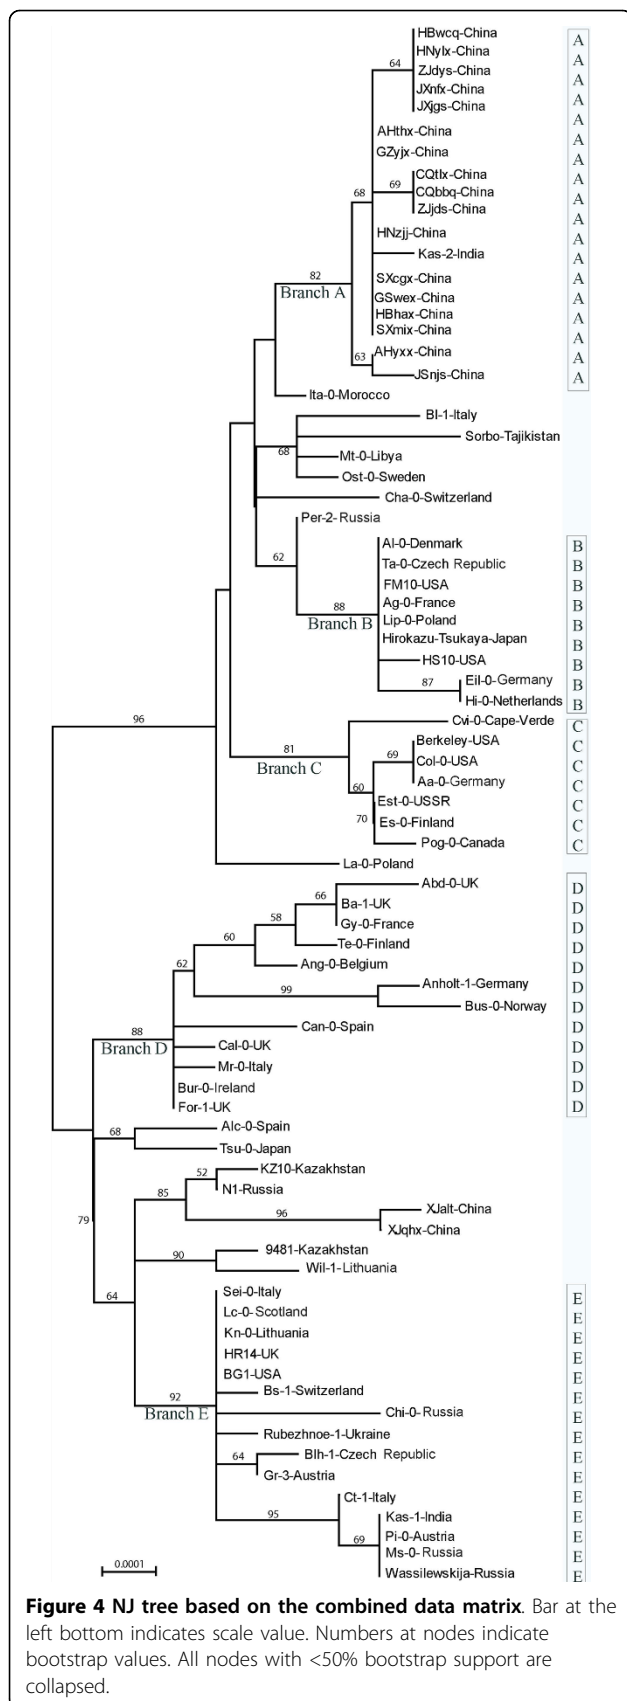 HBwcq-China
A
HNylx-China
A
64
ZJdys-China
A
JXnfx-China
A
JXjgs-China
A
AHthx-China
A
GZyjx-China
A
CQtlx-China
A
68
69
CQbbq-China
A
ZJjds-China
A
HNzjj-China
A
Kas-2-India
A
82
SXcgx-China
A
Branch A
GSwex-China
A
HBhax-China
A
SXmix-China
A
63
AHyxx-China
A
JSnjs-China
A
Ita-0-Morocco
Bl-1-Italy
Sorbo-Tajikistan
68
Mt-0-Libya
Ost-0-Sweden
Cha-0-Switzerland
Per-2-Russia
Al-0-Denmark
B
62
Ta-0-Czech Republic
B
FM10-USA
B
88
Ag-0-France
B
Branch B
Lip-0-Poland
B
Hirokazu-Tsukaya-Japan
B
HS10-USA
B
87
Eil-0-Germany
B
Hi-0-Netherlands
B
96
Cvi-0-Cape-Verde
C
81
69
Berkeley-USA
C
Branch C
Col-0-USA
C
60
Aa-0-Germany
C
Est-0-USSR
C
70
Es-0-Finland
C
Pog-0-Canada
C
La-0-Poland
Abd-0-UK
D
66
Ba-1-UK
D
58
Gy-0-France
D
60
Te-0-Finland
D
62
Ang-0-Belgium
D
99
Anholt-1-Germany
D
Bus-0-Norway
D
88
Can-0-Spain
D
Branch D
Cal-0-UK
D
Mr-0-Italy
D
Bur-0-Ireland
D
For-1-UK
D
68
Alc-0-Spain
Tsu-0-Japan
52
KZ10-Kazakhstan
85
N1-Russia
96
XJalt-China
79
XJqhx-China
90
9481-Kazakhstan
Wil-1-Lithuania
64
Sei-0-Italy
E
Lc-0-Scotland
E
Kn-0-Lithuania
E
HR14-UK
E
BG1-USA
E
92
Bs-1-Switzerland
E
Branch E
Chi-0-Russia
E
Rubezhnoe-1-Ukraine
E
64
Blh-1-Czech Republic
E
Gr-3-Austria
E
Ct-1-Italy
E
95
Kas-1-India
E
69
Pi-0-Austria
E
Ms-0-Russia
E
Wassilewskija-Russia
E
0.0001
Figure 4 NJ tree based on the combined data matrix. Bar at the
left bottom indicates scale value. Numbers at nodes indicate
bootstrap values. All nodes with <50% bootstrap support are
collapsed.